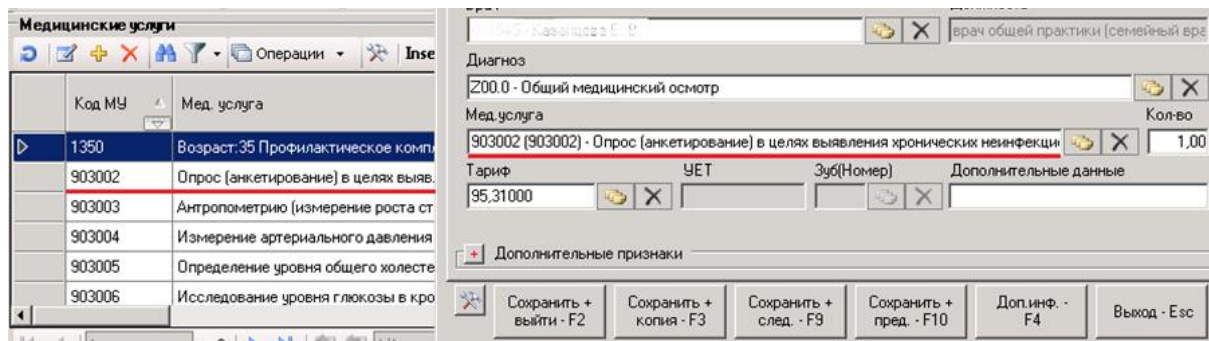 Медицинские услуги
Операции
Inse
Код МУ
Мед. услуга
1350
Возраст:35 Профилактическое компл
903002
Опрос (анкетирование) в целях выяв.
903003
Антропометрию (измерение роста ст
903004
Измерение артериального давления
903005
Определение уровня общего холесте
903006
Исследование уровня глюкозы в кро
врач общей практики (семейный вра
Диагноз
Z00.0 - Общий медицинский осмотр
Мед.услуга
Кол-во
903002 (903002) - Опрос (анкетирование) в целях выявления хронических неинфекци
1,00
Тариф
УЕТ
Зуб(Номер)
Дополнительные данные
95,31000
Дополнительные признаки
Сохранить +
выйти - F2
Сохранить +
копия - F3
Сохранить +
след. - F9
Сохранить +
пред. - F10
Доп.инф. -
F4
Выход - Esc